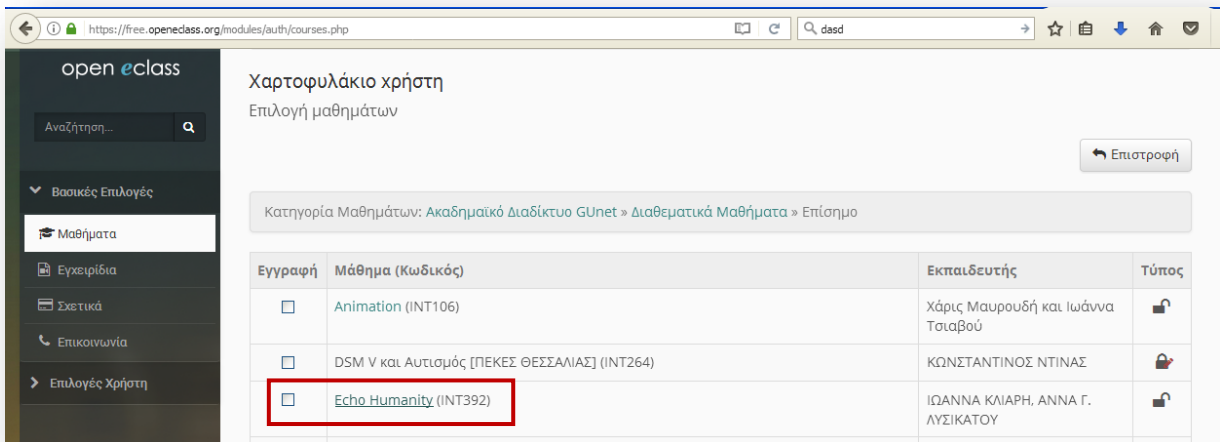 https://free.openeclass.org/modules/auth/courses.php
dasd
open eclass
Αναζήτηση...
Βασικές Επιλογές
Μαθήματα
Εγχειρίδια
Σχετικά
Επικοινωνία
Επιλογές Χρήστη
Χαρτοφυλάκιο χρήστη
Επιλογή μαθημάτων
Επιστροφή
Κατηγορία Μαθημάτων: Ακαδημαϊκό Διαδίκτυο GUnet » Διαθεματικά Μαθήματα » Επίσημο
Εγγραφή Μάθημα (Κωδικός) Εκπαιδευτής Τύπος
Animation (INT106) Χάρις Μαυρουδή και Ιωάννα
Τσιαβού
DSM V και Αυτισμός [ΠΕΚΕΣ ΘΕΣΣΑΛΙΑΣ] (INT264) ΚΩΝΣΤΑΝΤΙΝΟΣ ΝΤΙΝΑΣ
Echo Humanity (INT392) ΙΩΑΝΝΑ ΚΛΙΑΡΗ, ΑΝΝΑ Γ.
ΛΥΣΙΚΑΤΟΥ